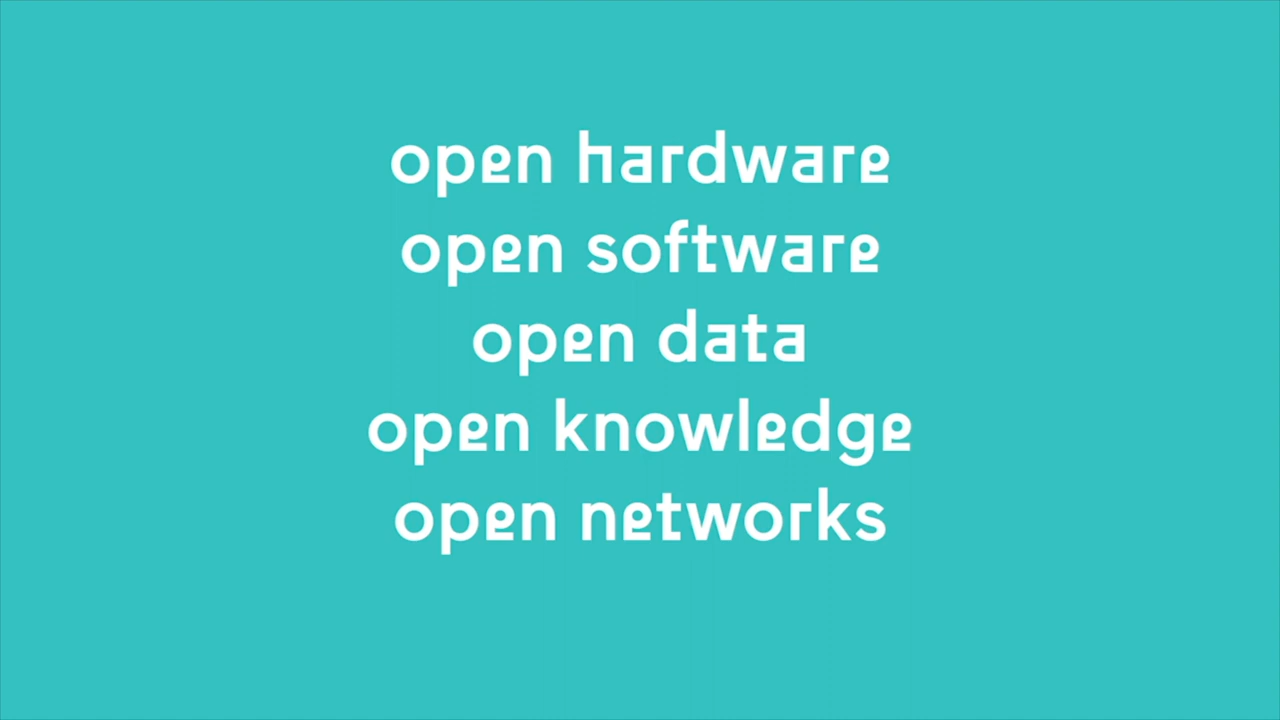 open hardware
open software
open data
open knowledge
open networks